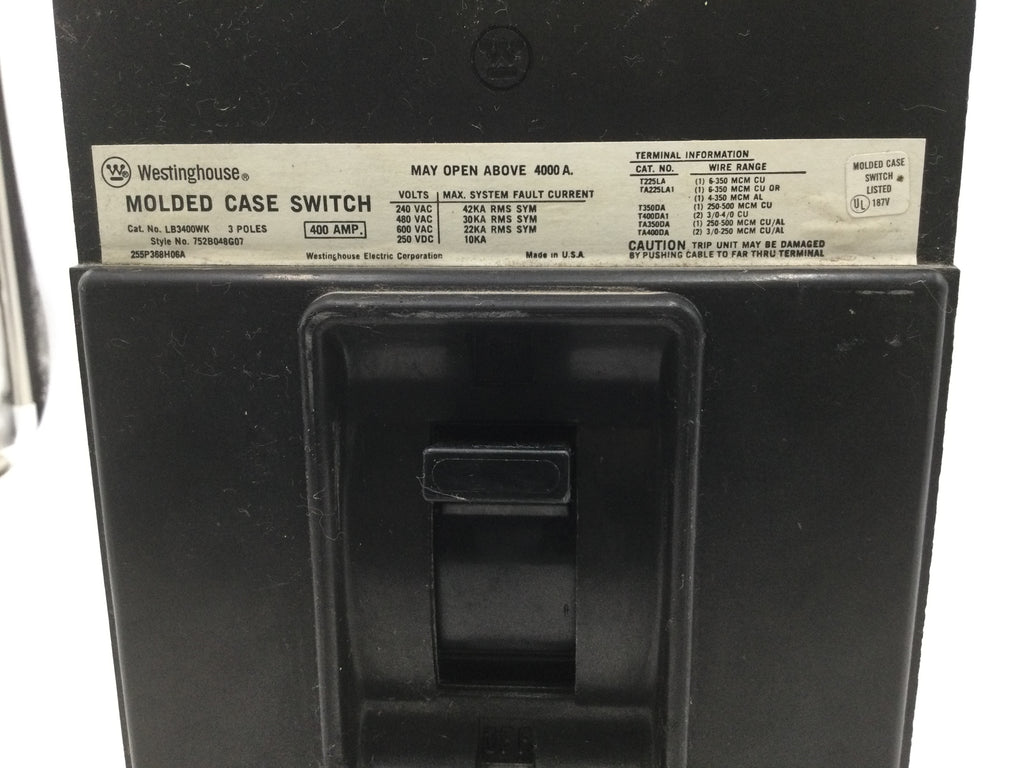 W
Westinghouse®
MOLDED CASE SWITCH
Cat. No. LB3400WK 3 POLES 400 AMP.
Style No. 752B048G07
255P368H06A Westinghouse Electric Corporation Made in U.S.A.
MAY OPEN ABOVE 4000 A.
VOLTS MAX. SYSTEM FAULT CURRENT
240 VAC 42KA RMS SYM
480 VAC 30KA RMS SYM
600 VAC 22KA RMS SYM
250 VDC 10KA
TERMINAL INFORMATION
CAT. NO. WIRE RANGE
T225LA (1) 6-350 MCM CU
TA225LA1 (1) 6-350 MCM CU OR
(1) 4-350 MCM AL
T350DA (1) 250-500 MCM CU
T400DA1 (2) 3/0-4/0 CU
TA350DA (1) 250-500 MCM CU/AL
TA400DA (2) 3/0-250 MCM CU/AL
CAUTION TRIP UNIT MAY BE DAMAGED
BY PUSHING CABLE TO FAR THRU TERMINAL
MOLDED CASE
SWITCH
LISTED
UL 187V
OFF